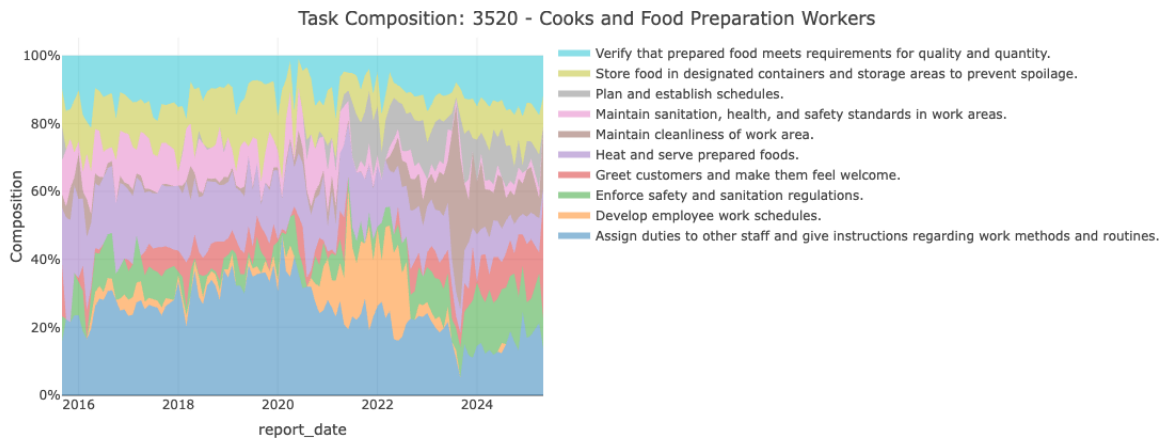 Task Composition: 3520 - Cooks and Food Preparation Workers
100%
80%
60%
40%
20%
0%
Composition
2016
2018
2020
2022
2024
report_date
Verify that prepared food meets requirements for quality and quantity.
Store food in designated containers and storage areas to prevent spoilage.
Plan and establish schedules.
Maintain sanitation, health, and safety standards in work areas.
Maintain cleanliness of work area.
Heat and serve prepared foods.
Greet customers and make them feel welcome.
Enforce safety and sanitation regulations.
Develop employee work schedules.
Assign duties to other staff and give instructions regarding work methods and routines.